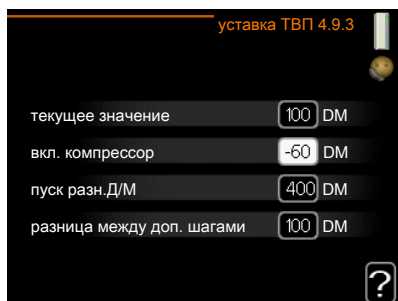 уставка ТВП 4.9.3
текущее значение 100 DM
вкл. компрессор -60 DM
пуск разн.Д/М 400 DM
разница между доп. шагами 100 DM
?